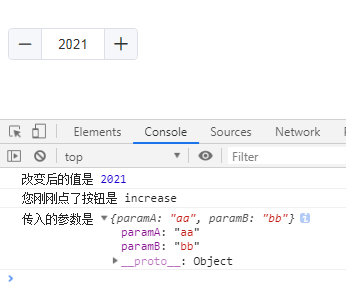 2021
Elements Console Sources Network
top Filter
改变后的值是 2021
您刚刚点了按钮是 increase
传入的参数是 ▼{paramA: "aa", paramB: "bb"} i
paramA: "aa"
paramB: "bb"
▶__proto__: Object